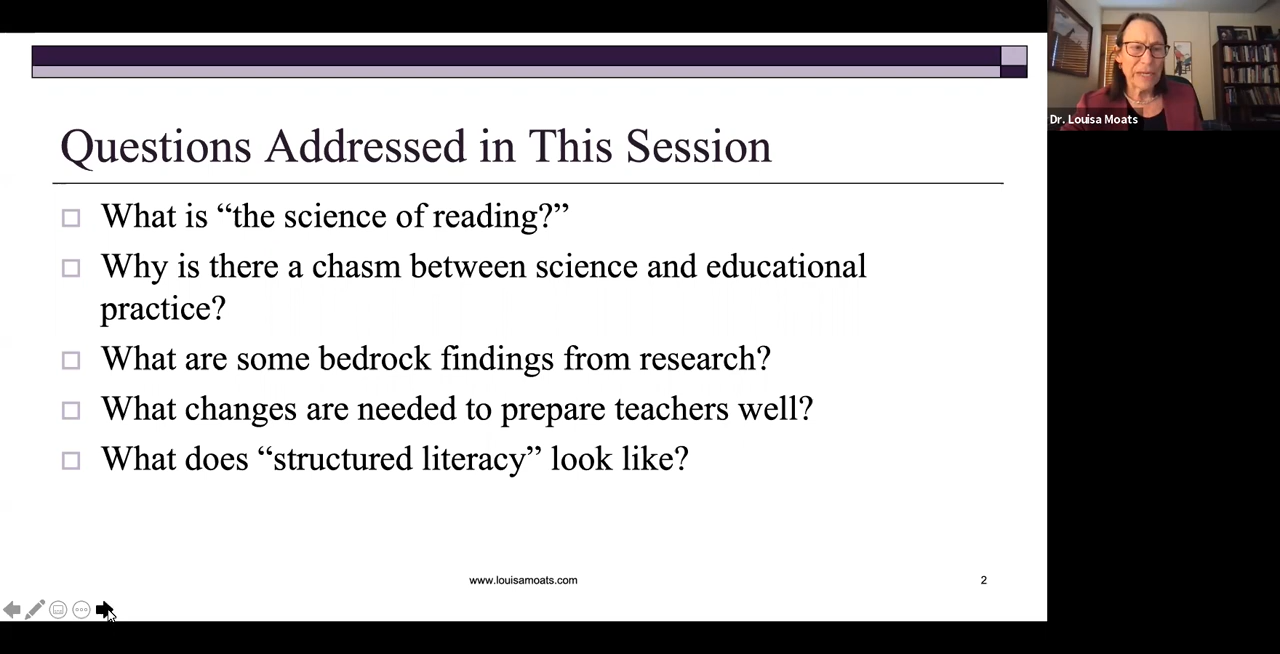 Questions Addressed in This Session
What is “the science of reading?”
Why is there a chasm between science and educational
practice?
What are some bedrock findings from research?
What changes are needed to prepare teachers well?
What does “structured literacy” look like?
www.louisamoats.com
2
Dr. Louisa Moats